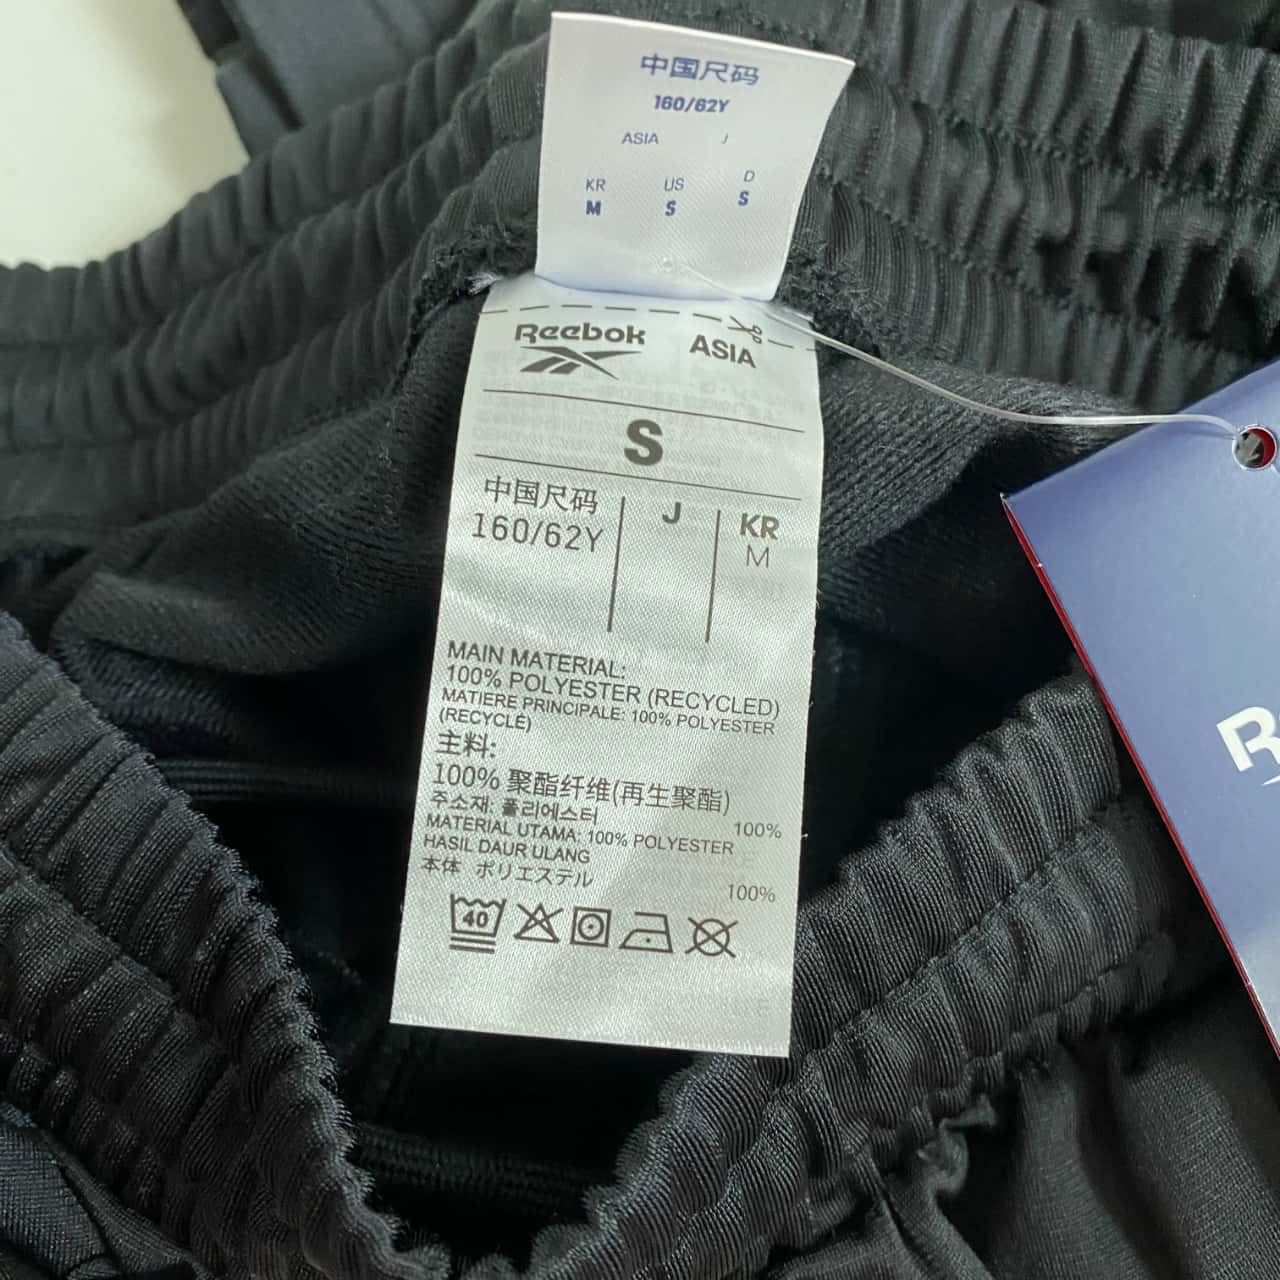 中国尺码
160/62Y
ASIA J
KR US D
M S S
Reebok ASIA
S
中国尺码 J KR
160/62Y M
MAIN MATERIAL:
100% POLYESTER (RECYCLED)
MATIERE PRINCIPALE: 100% POLYESTER
(RECYCLÉ)
主料:
100% 聚酯纤维(再生聚酯)
주소재: 폴리에스터 100%
MATERIAL UTAMA: 100% POLYESTER
HASIL DAUR ULANG
本体 ポリエステル 100%
40
R